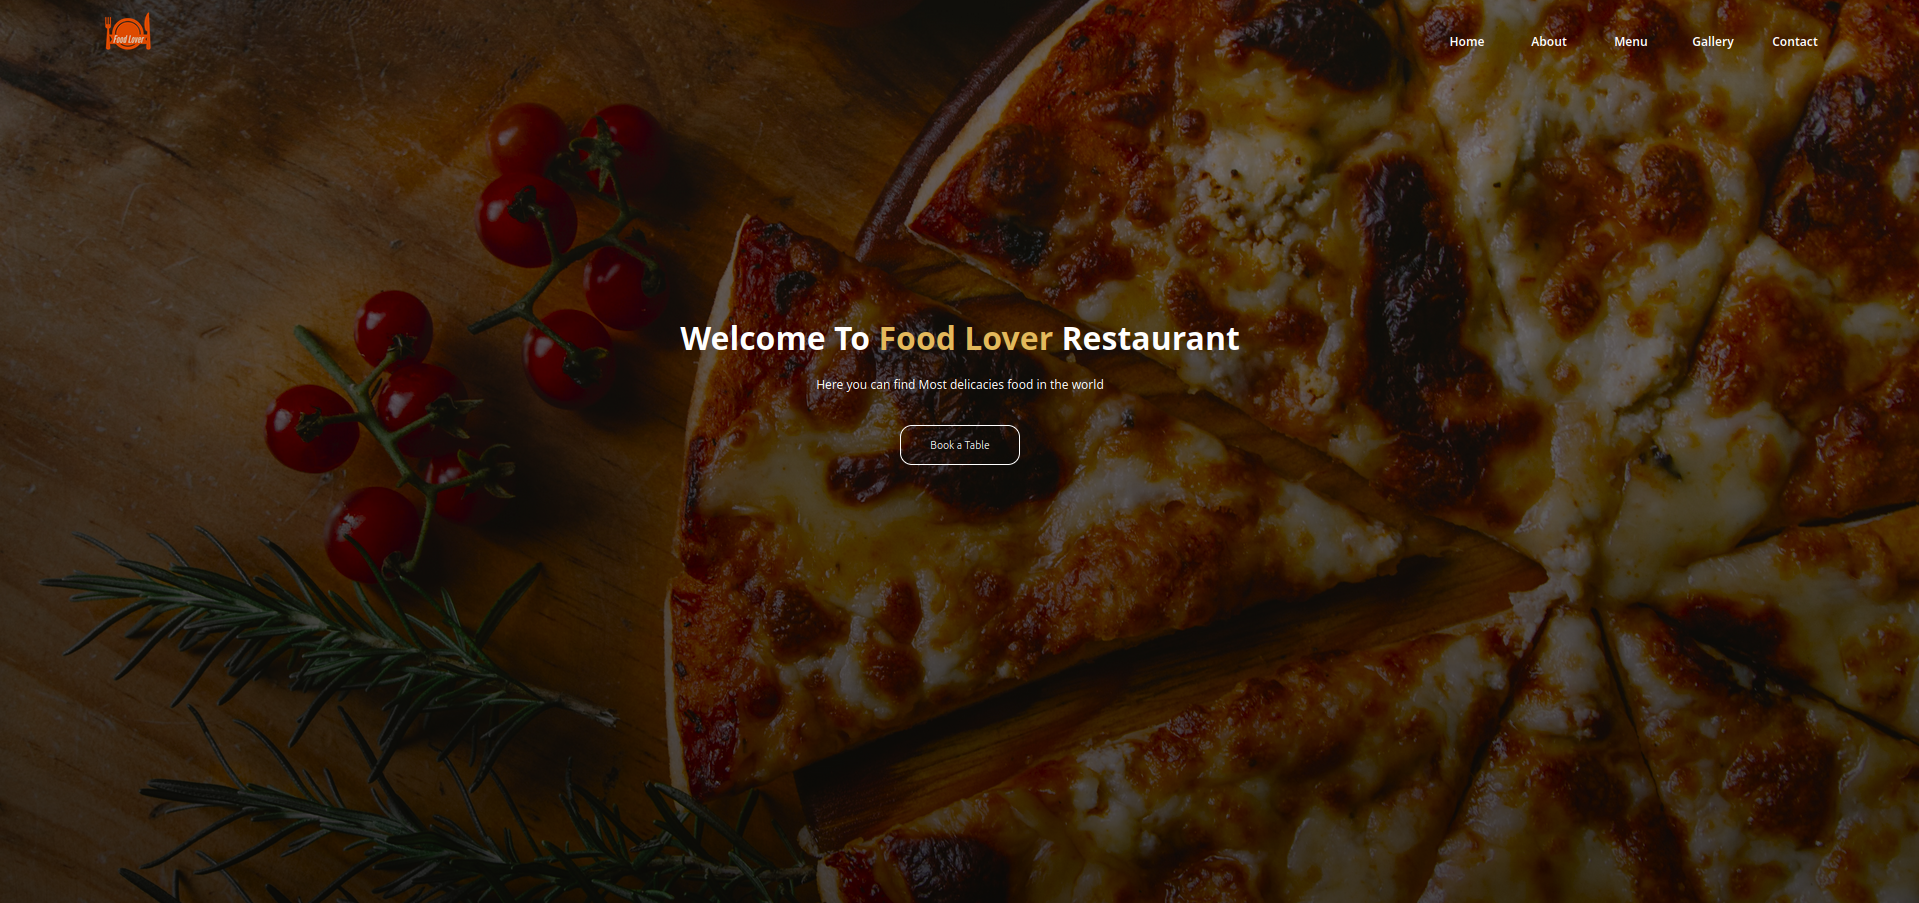 Food Lover
Home About Menu Gallery Contact
Welcome To Food Lover Restaurant
Here you can find Most delicacies food in the world
Book a Table